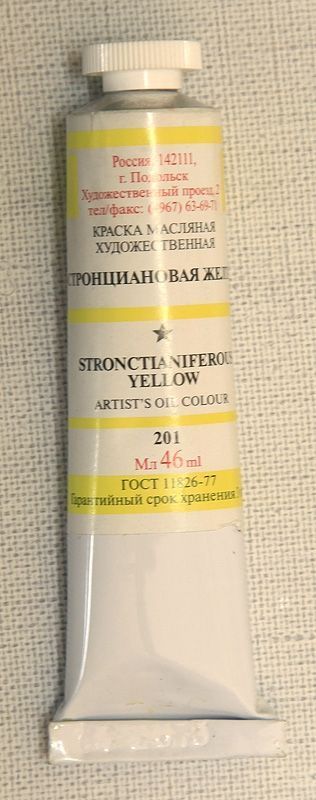 Россия, 142111,
г. Подольск
Художественный проезд, 2
тел/факс: (4967) 63-69-71
КРАСКА МАСЛЯНАЯ
ХУДОЖЕСТВЕННАЯ
СТРОНЦИАНОВАЯ ЖЕЛ
STRONCTIANIFEROUS
YELLOW
ARTIST'S OIL COLOUR
201
Мл 46 ml
ГОСТ 11826-77
Гарантийный срок хранения